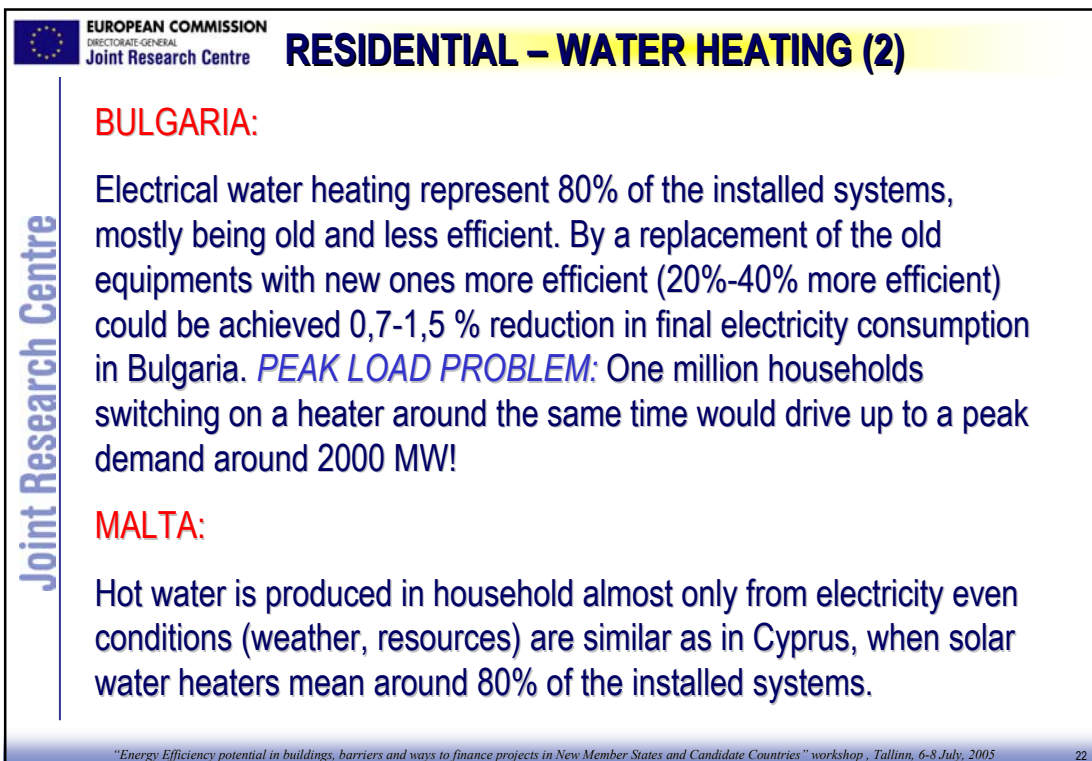 EUROPEAN COMMISSION
DIRECTORATE-GENERAL
Joint Research Centre
RESIDENTIAL – WATER HEATING (2)
Joint Research Centre
BULGARIA:
Electrical water heating represent 80% of the installed systems,
mostly being old and less efficient. By a replacement of the old
equipments with new ones more efficient (20%-40% more efficient)
could be achieved 0,7-1,5 % reduction in final electricity consumption
in Bulgaria. PEAK LOAD PROBLEM: One million households
switching on a heater around the same time would drive up to a peak
demand around 2000 MW!
MALTA:
Hot water is produced in household almost only from electricity even
conditions (weather, resources) are similar as in Cyprus, when solar
water heaters mean around 80% of the installed systems.
“Energy Efficiency potential in buildings, barriers and ways to finance projects in New Member States and Candidate Countries” workshop , Tallinn, 6-8 July, 2005
22